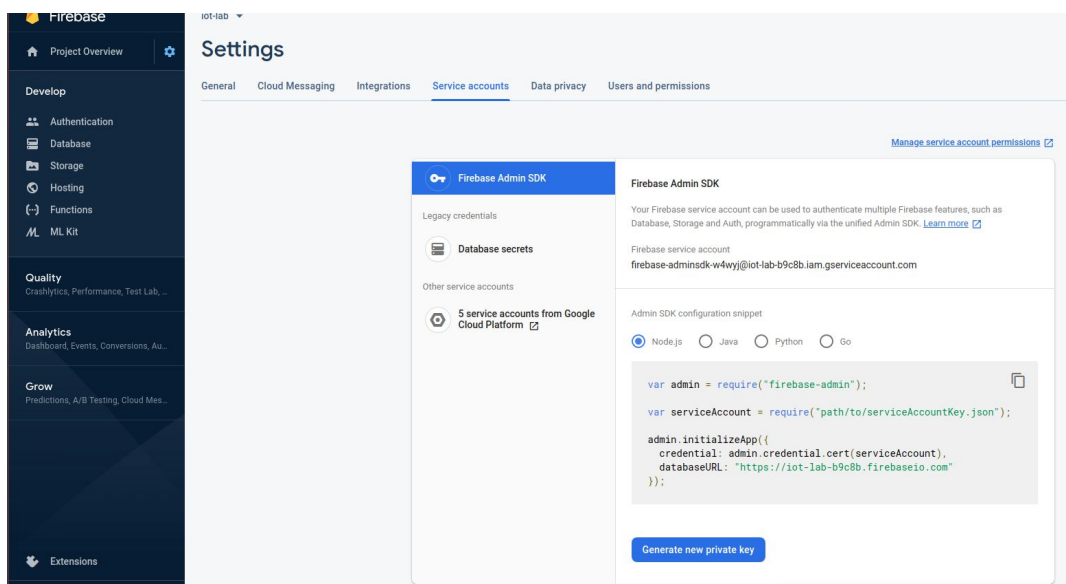 Firebase
Project Overview
Develop
Authentication
Database
Storage
Hosting
Functions
ML Kit
Quality
Crashlytics, Performance, Test Lab, ...
Analytics
Dashboard, Events, Conversions, Au...
Grow
Predictions, A/B Testing, Cloud Mes...
Extensions
iot-lab
Settings
General Cloud Messaging Integrations Service accounts Data privacy Users and permissions
Manage service account permissions
Firebase Admin SDK
Legacy credentials
Database secrets
Other service accounts
5 service accounts from Google
Cloud Platform
Firebase Admin SDK
Your Firebase service account can be used to authenticate multiple Firebase features, such as
Database, Storage and Auth, programmatically via the unified Admin SDK. Learn more
Firebase service account
firebase-adminsdk-w4wyj@iot-lab-b9c8b.iam.gserviceaccount.com
Admin SDK configuration snippet
Node.js Java Python Go
var admin = require("firebase-admin");
var serviceAccount = require("path/to/serviceAccountKey.json");
admin.initializeApp({
credential: admin.credential.cert(serviceAccount),
databaseURL: "https://iot-lab-b9c8b.firebaseio.com"
});
Generate new private key